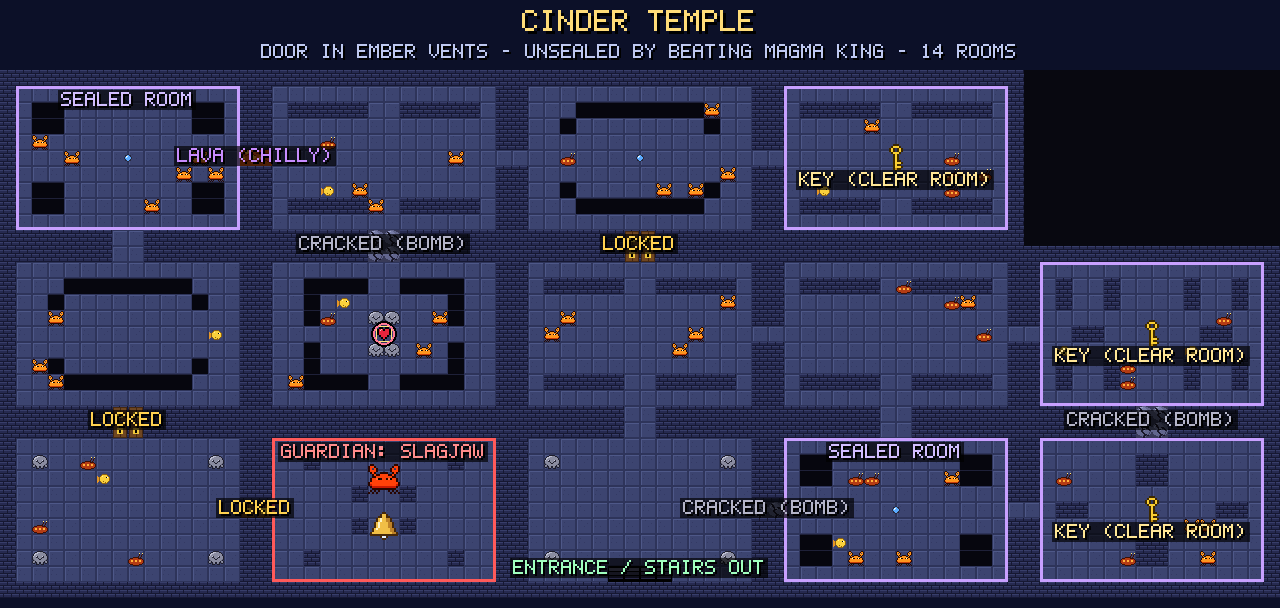 CINDER TEMPLE
DOOR IN EMBER VENTS - UNSEALED BY BEATING MAGMA KING - 14 ROOMS
SEALED ROOM
LAVA (CHILLY)
KEY (CLEAR ROOM)
CRACKED (BOMB)
LOCKED
KEY (CLEAR ROOM)
LOCKED
CRACKED (BOMB)
GUARDIAN: SLAGJAW
SEALED ROOM
LOCKED
CRACKED (BOMB)
KEY (CLEAR ROOM)
ENTRANCE / STAIRS OUT